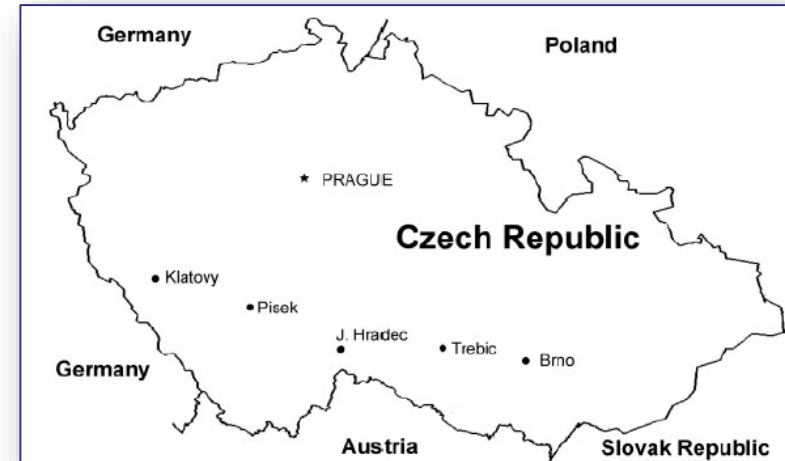 Germany
Poland
PRAGUE
Czech Republic
Klatovy
Pisek
J. Hradec
Trebic
Brno
Germany
Austria
Slovak Republic